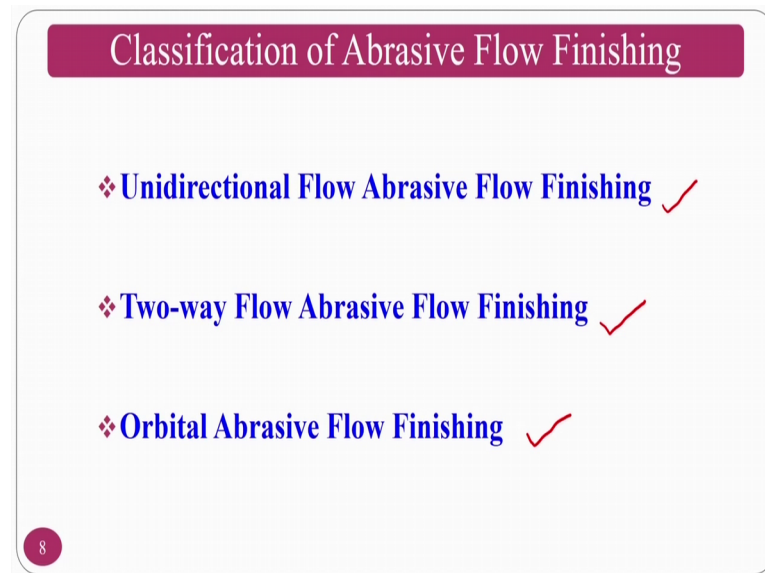 Classification of Abrasive Flow Finishing
Unidirectional Flow Abrasive Flow Finishing
Two-way Flow Abrasive Flow Finishing
Orbital Abrasive Flow Finishing
8